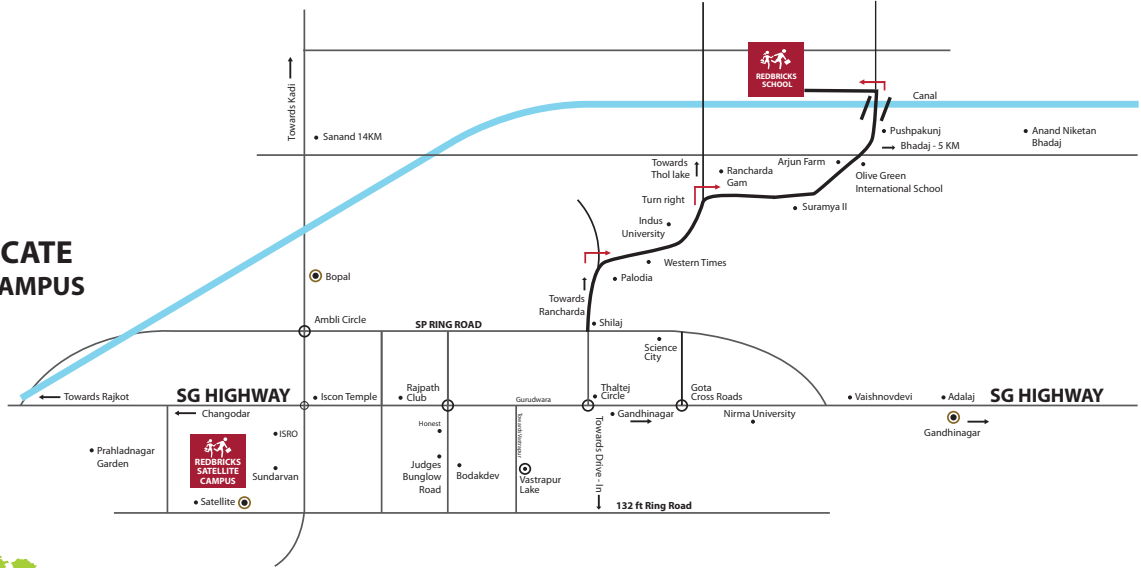 REDBRICKS
SCHOOL
Canal
Towards Kadi
Sanand 14KM
Pushpakunj
Anand Niketan
Bhadaj
Bhadaj - 5 KM
Towards
Thol lake
Arjun Farm
Rancharda
Gam
Olive Green
International School
Turn right
Suramya II
Indus
University
CATE
AMPUS
Western Times
Bopal
Palodia
Towards
Rancharda
Ambli Circle
SP RING ROAD
Shilaj
Science
City
Towards Rajkot
SG HIGHWAY
Iscon Temple
Rajpath
Club
Gurudwara
Thaltej
Circle
Gota
Cross Roads
Vaishnovdevi
Adalaj
SG HIGHWAY
Changodar
Gandhinagar
Nirma University
Gandhinagar
Honest
Towards Vastrapur
Towards Drive - In
ISRO
Prahladnagar
Garden
REDBRICKS
SATELLITE
CAMPUS
Sundarvan
Judges
Bunglow
Road
Bodakdev
Vastrapur
Lake
Satellite
132 ft Ring Road